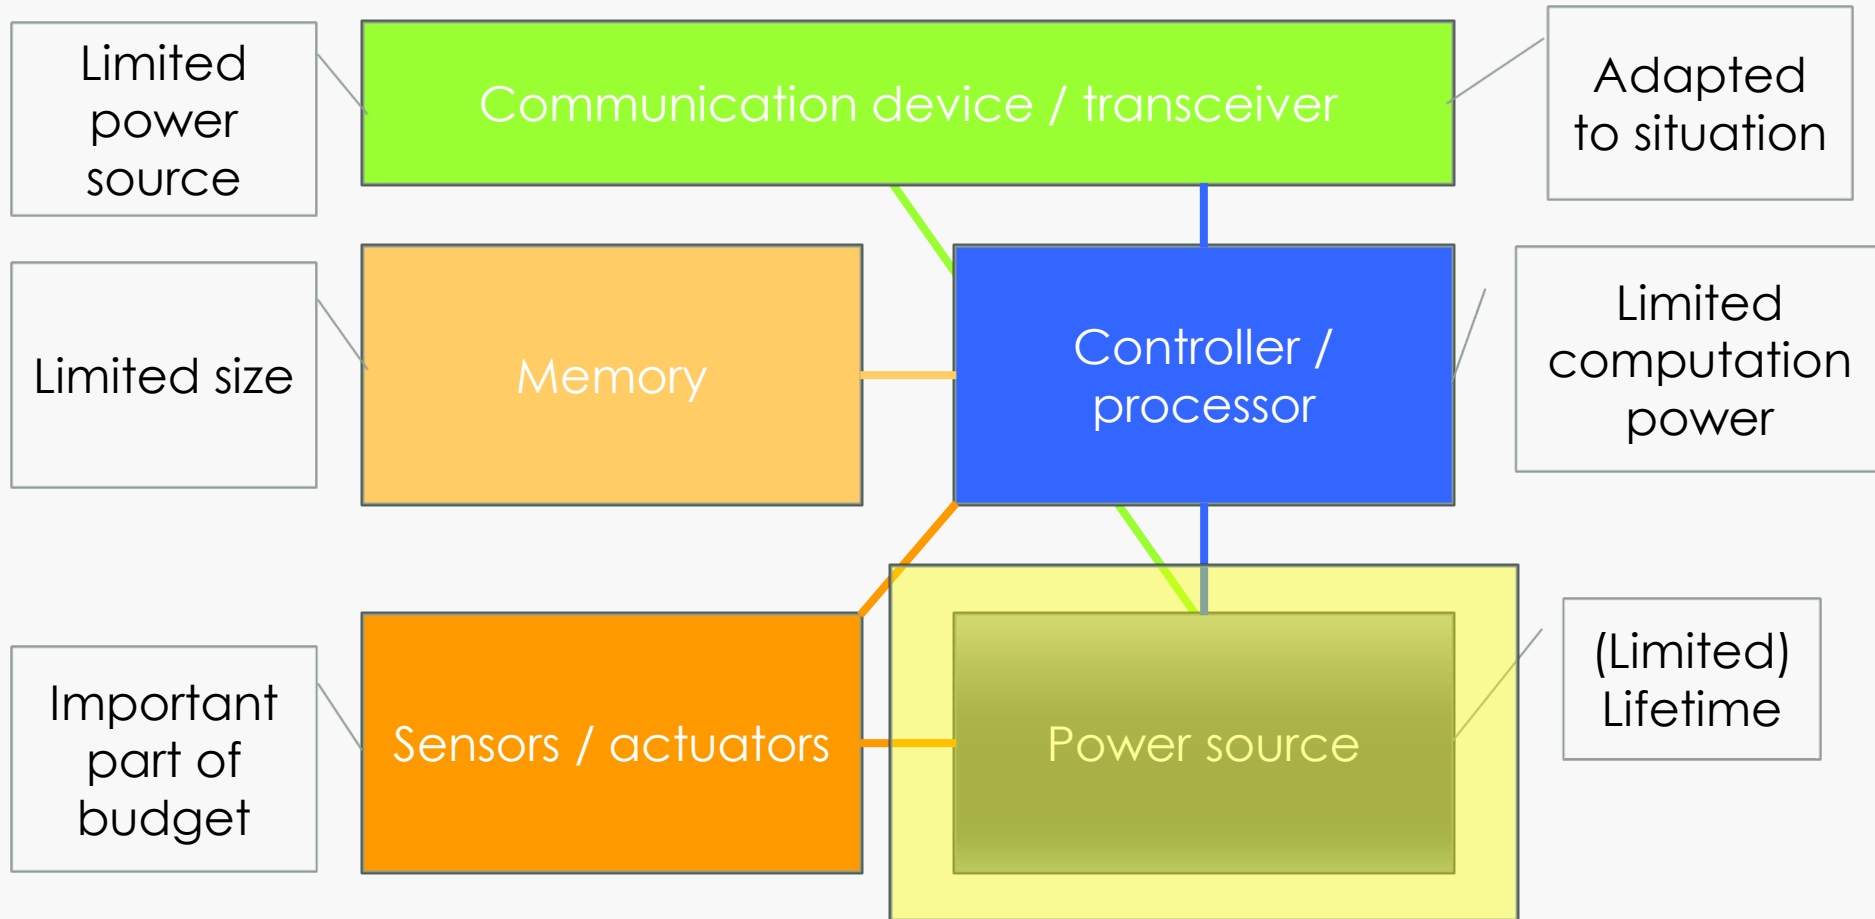 Limited
power
source
Communication device / transceiver
Adapted
to situation
Limited size
Memory
Controller /
processor
Limited
computation
power
Important
part of
budget
Sensors / actuators
Power source
(Limited)
Lifetime